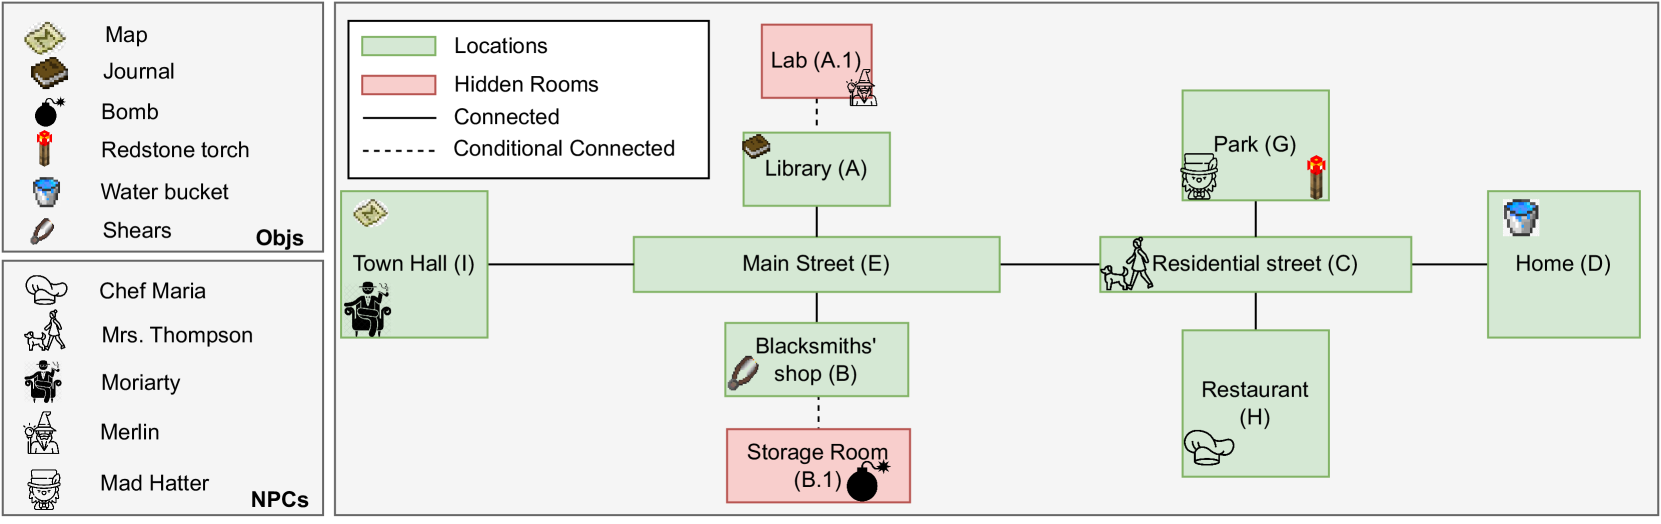 Map
Journal
Bomb
Redstone torch
Water bucket
Shears
Objs
Chef Maria
Mrs. Thompson
Moriarty
Merlin
Mad Hatter
NPCs
Locations
Hidden Rooms
Connected
Conditional Connected
Lab (A.1)
Library (A)
Town Hall (I)
Main Street (E)
Blacksmiths'
shop (B)
Storage Room
(B.1)
Park (G)
Residential street (C)
Home (D)
Restaurant
(H)